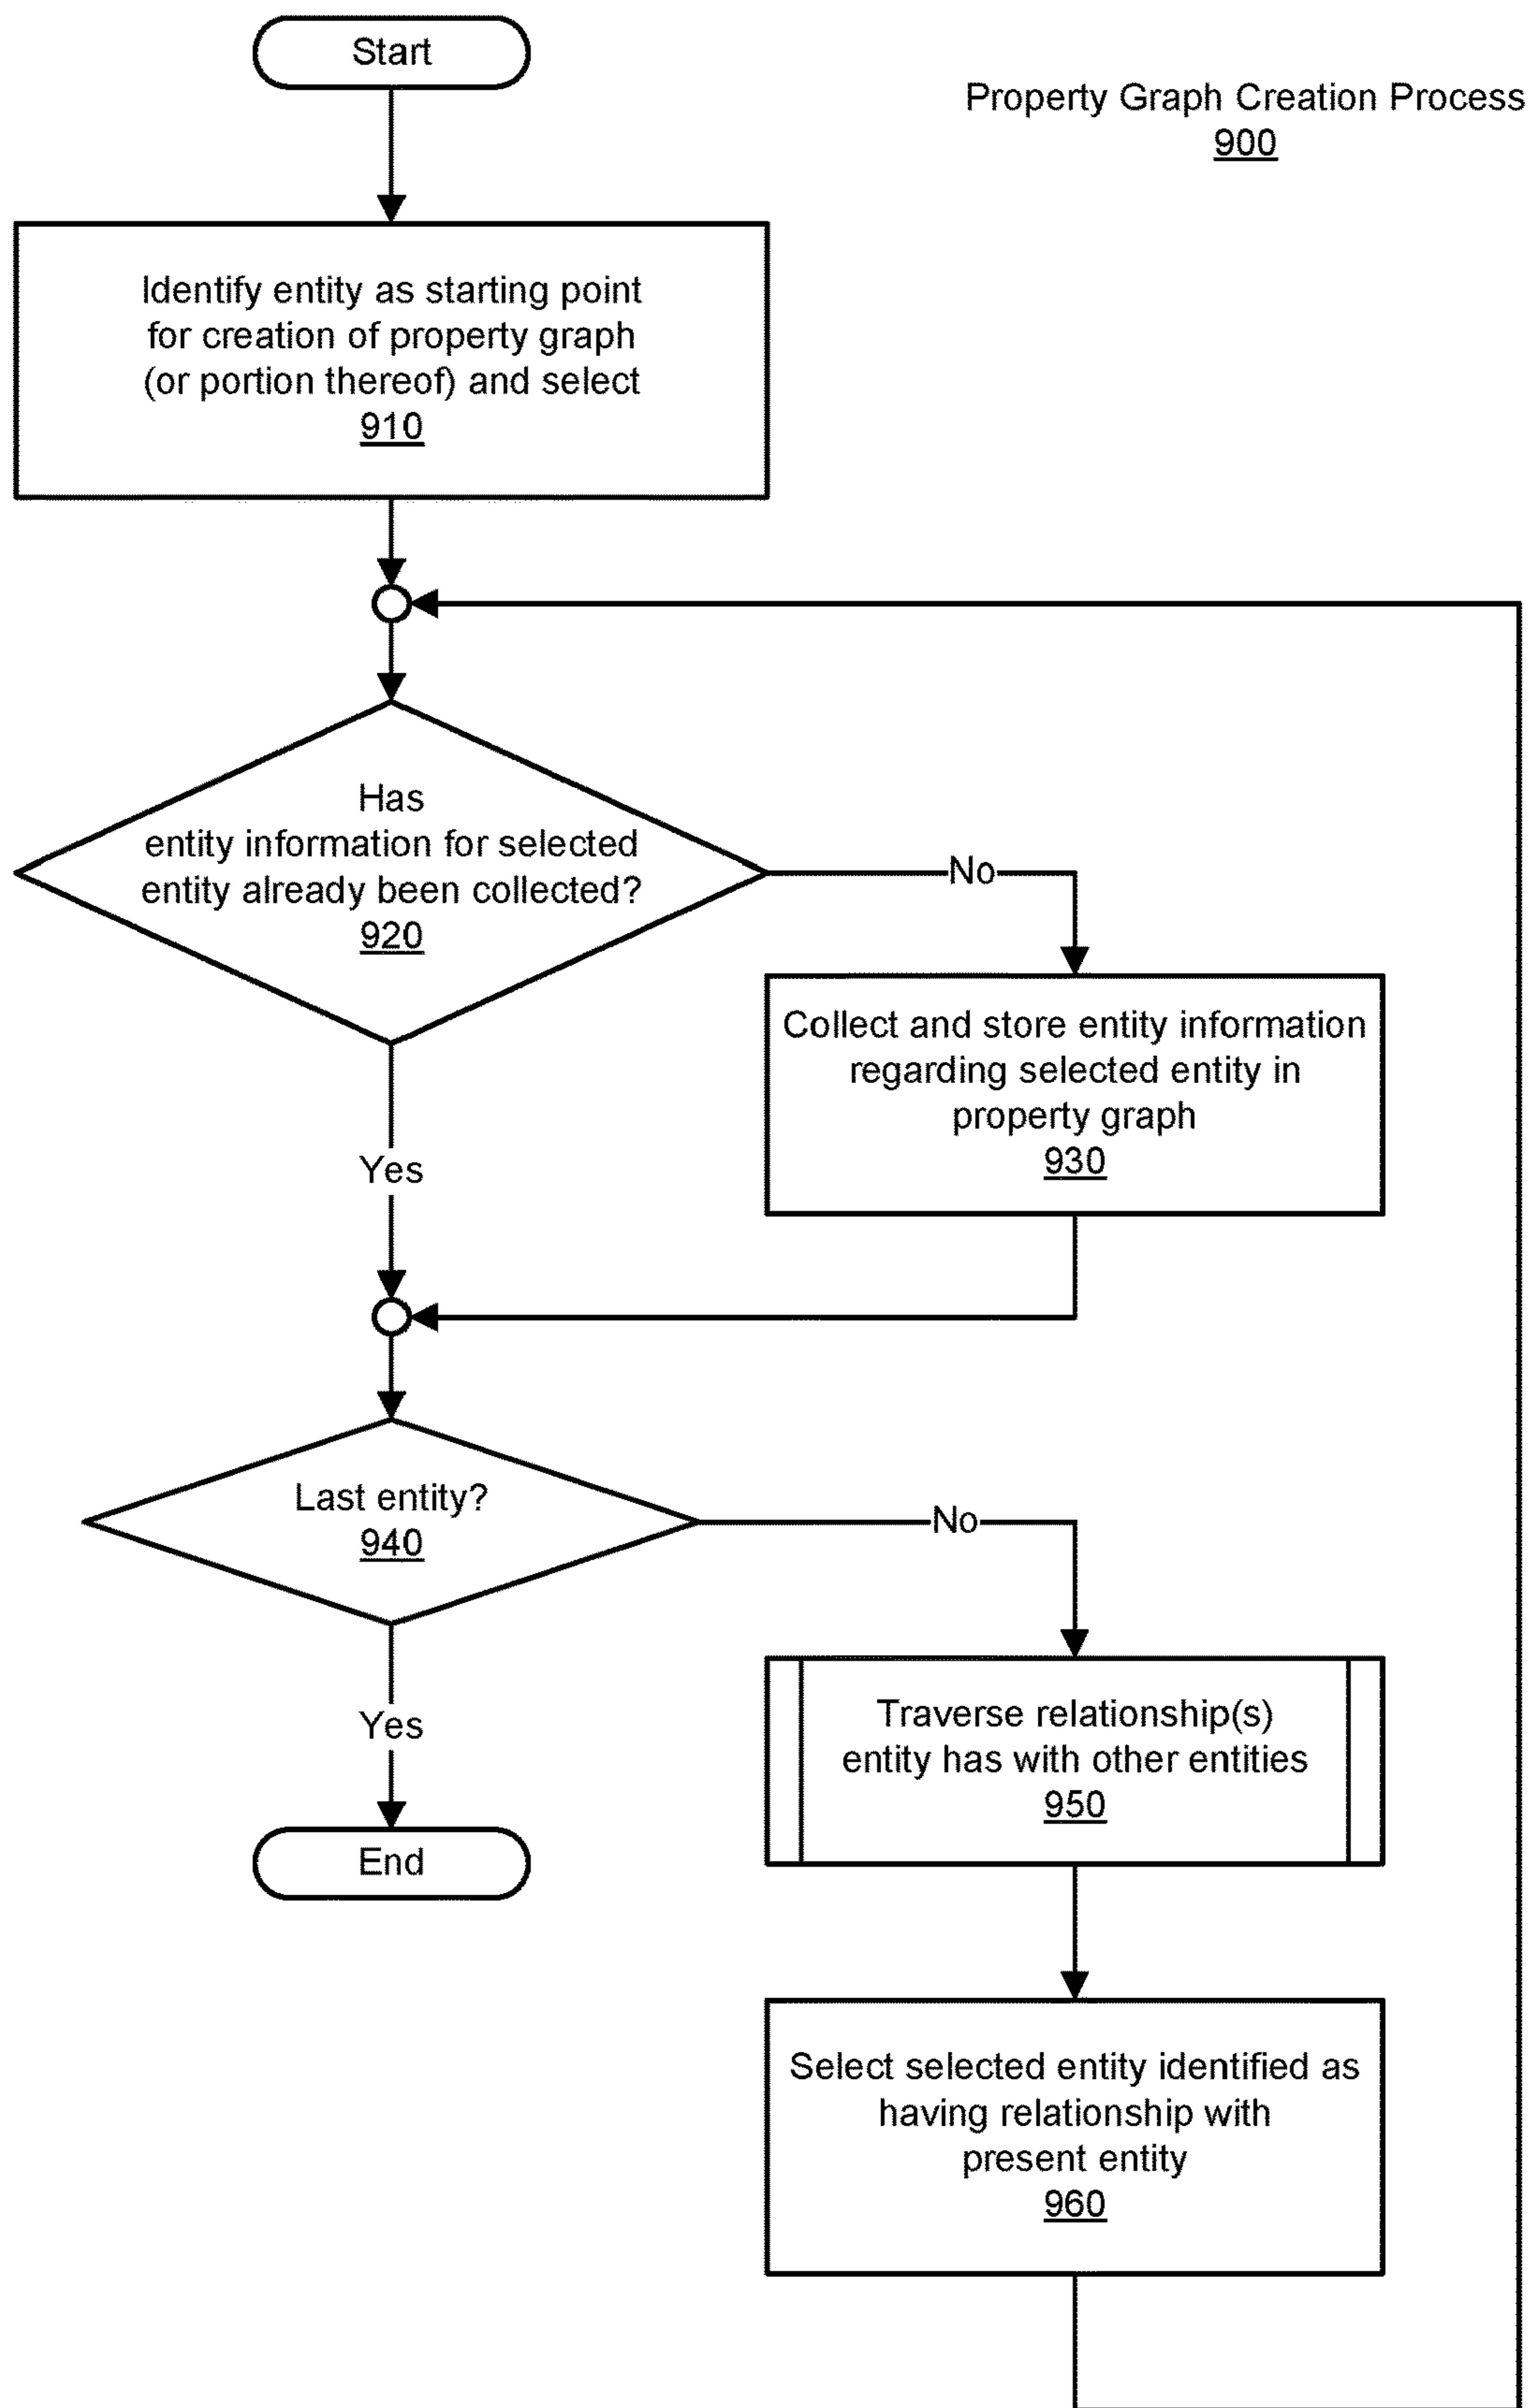 Start
Property Graph Creation Process
900
Identify entity as starting point
for creation of property graph
(or portion thereof) and select
910
Has
entity information for selected
entity already been collected?
920
No
Collect and store entity information
regarding selected entity in
property graph
930
Yes
Last entity?
940
No
Traverse relationship(s)
entity has with other entities
950
Yes
End
Select selected entity identified as
having relationship with
present entity
960